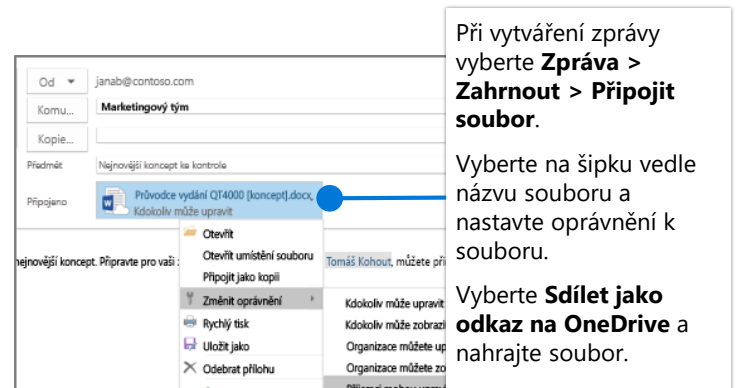 Při vytváření zprávy
vyberte Zpráva >
Zahrnout > Připojit
soubor.
Vyberte na šipku vedle
názvu souboru a
nastavte oprávnění k
souboru.
Vyberte Sdílet jako
odkaz na OneDrive a
nahrajte soubor.
Od janab@contoso.com
Komu... Marketingový tým
Kopie...
Předmět Nejnovější koncept ke kontrole
Připojeno Průvodce vydání QT4000 [koncept].docx,
Kdokoliv může upravit
Otevřít
Otevřít umístění souboru
nejnovější koncept. Připravte pro vaši Tomáš Kohout, můžete
Připojit jako kopii
Změnit oprávnění
Rychlý tisk
Uložit jako
Odebrat přílohu
Kdokoliv může upravit
Kdokoliv může
Organizace můžete
Organizace můžete